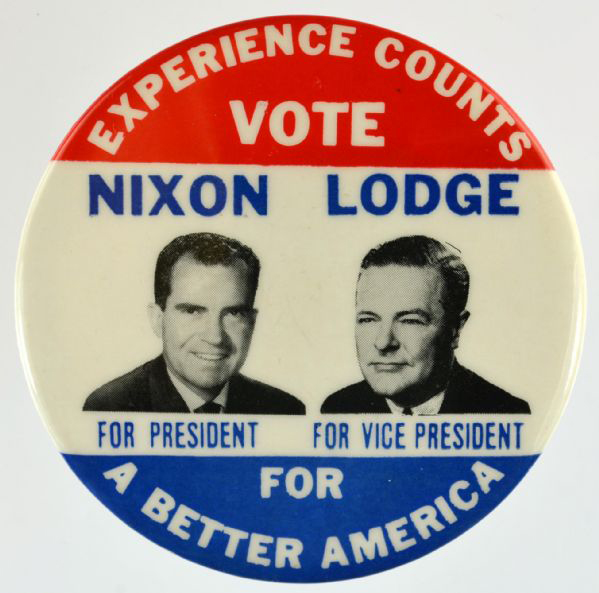 EXPERIENCE COUNTS
VOTE
NIXON LODGE
FOR PRESIDENT FOR VICE PRESIDENT
FOR
A BETTER AMERICA